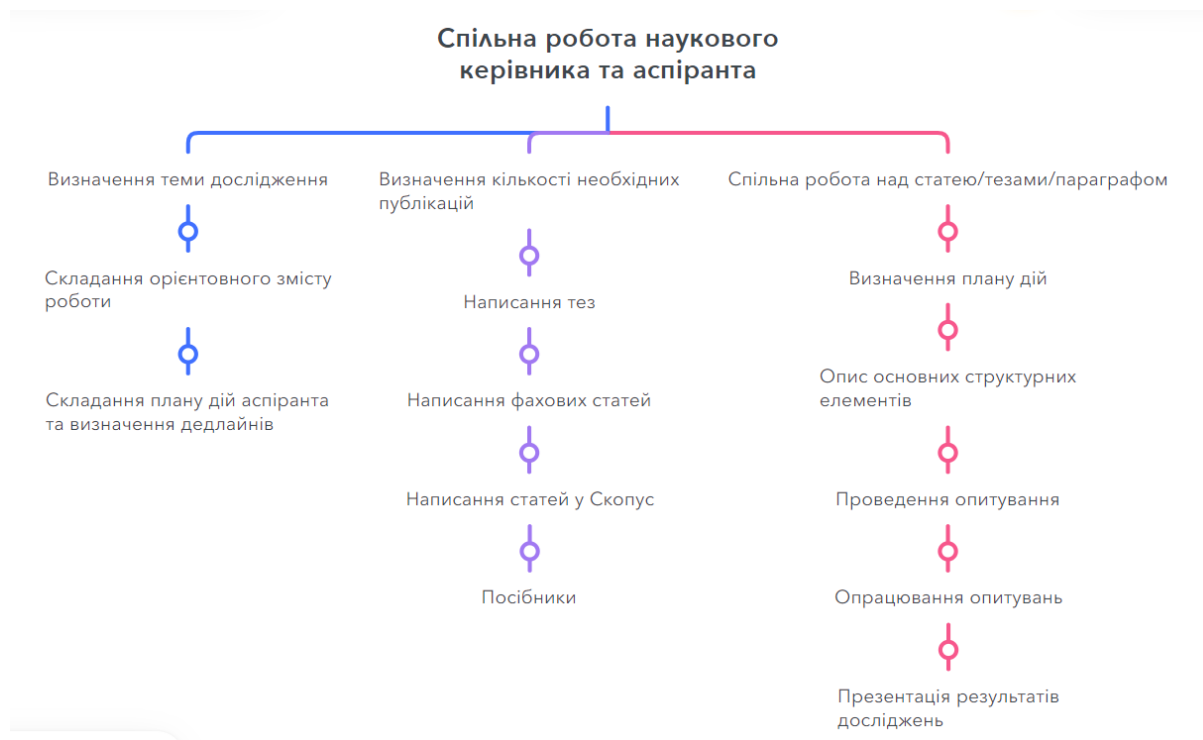 Спільна робота наукового
керівника та аспіранта
Визначення теми дослідження
Складання орієнтовного змісту
роботи
Складання плану дій аспіранта
та визначення дедлайнів
Визначення кількості необхідних
публікацій
Написання тез
Написання фахових статей
Написання статей у Скопус
Посібники
Спільна робота над статею/тезами/параграфом
Визначення плану дій
Опис основних структурних
елементів
Проведення опитування
Опрацювання опитувань
Презентація результатів
досліджень